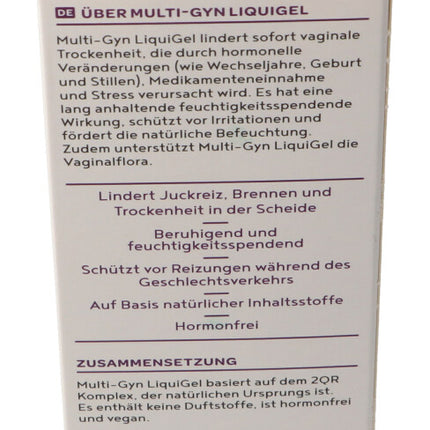 DE ÜBER MULTI-GYN LIQUIGEL
Multi-Gyn LiquiGel lindert sofort vaginale
Trockenheit, die durch hormonelle
Veränderungen (wie Wechseljahre, Geburt
und Stillen), Medikamenteneinnahme
und Stress verursacht wird. Es hat eine
lang anhaltende feuchtigkeitsspendende
Wirkung, schützt vor Irritationen und
fördert die natürliche Befeuchtung.
Zudem unterstützt Multi-Gyn LiquiGel die
Vaginalflora.
Lindert Juckreiz, Brennen und
Trockenheit in der Scheide
Beruhigend und
feuchtigkeitsspendend
Schützt vor Reizungen während des
Geschlechtsverkehrs
Auf Basis natürlicher Inhaltsstoffe
Hormonfrei
ZUSAMMENSETZUNG
Multi-Gyn LiquiGel basiert auf dem 2QR
Komplex, der natürlichen Ursprungs ist.
Es enthält keine Duftstoffe, ist hormonfrei
und vegan.